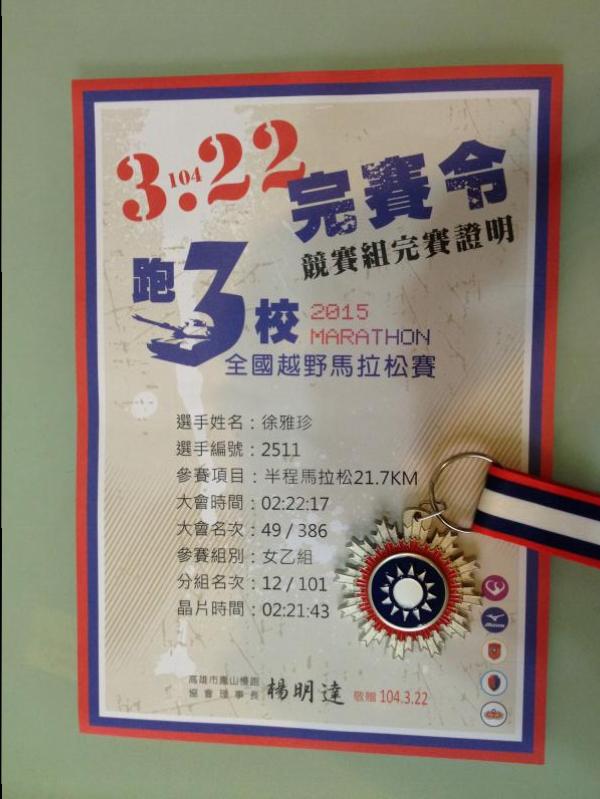 3.22
104
完賽令
競賽組完賽證明
跑3校
2015
MARATHON
全國越野馬拉松賽
選手姓名：徐雅珍
選手編號：2511
參賽項目：半程馬拉松21.7KM
大會時間：02:22:17
大會名次：49 / 386
參賽組別：女乙組
分組名次：12 / 101
晶片時間：02:21:43
高雄市鳳山慢跑
協會理事長 楊明達 敬贈 104.3.22